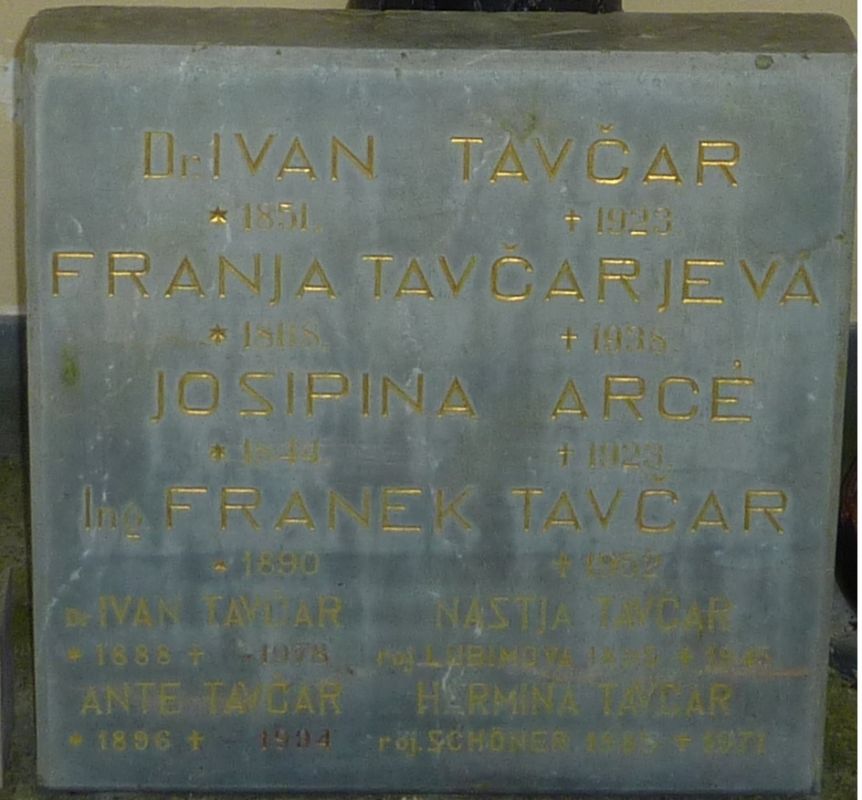 Dr. IVAN TAVČAR
* 1851. † 1923.
FRANJA TAVČARJEVA
* 1868. † 1938.
JOSIPINA ARCÉ
* 1844. † 1923.
Ing FRANEK TAVČAR
* 1890 † 1952
Dr IVAN TAVČAR NASTJA TAVČAR
* 1888 † - 1978 roj. LUBIMOVA †
ANTE TAVČAR HERMINA TAVČAR
* 1896 † - 1994 roj. SCHÖNER † 1971